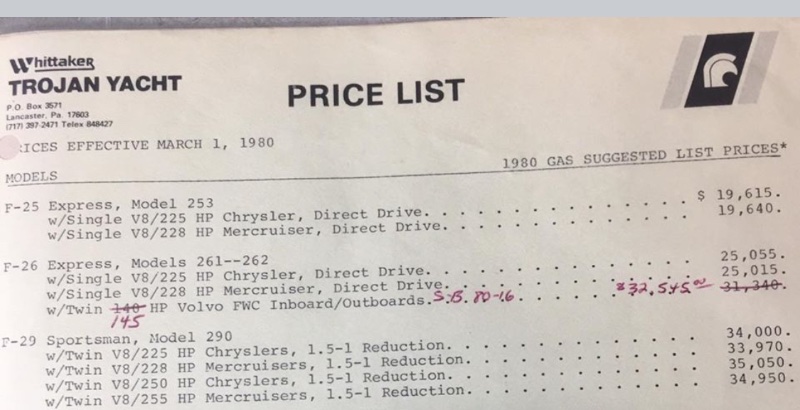 Whittaker
TROJAN YACHT
P.O. Box 3571
Lancaster, Pa. 17603
(717) 397-2471 Telex 848427
PRICE LIST
RICES EFFECTIVE MARCH 1, 1980
1980 GAS SUGGESTED LIST PRICES*
MODELS
F-25 Express, Model 253
w/Single V8/225 HP Chrysler, Direct Drive. . . . . . . . . . . . . . . $ 19,615.
w/Single V8/228 HP Mercruiser, Direct Drive. . . . . . . . . . . . . . 19,640.
F-26 Express, Models 261--262
w/Single V8/225 HP Chrysler, Direct Drive. . . . . . . . . . . . . . . 25,055.
w/Single V8/228 HP Mercruiser, Direct Drive. . . . . . . . . . . . . . 25,015.
w/Twin 140 HP Volvo FWC Inboard/Outboards. S.B. 80-16 . . . . . . $32,545.00 31,340.
145
F-29 Sportsman, Model 290
w/Twin V8/225 HP Chryslers, 1.5-1 Reduction. . . . . . . . . . . . . . 34,000.
w/Twin V8/228 HP Mercruisers, 1.5-1 Reduction. . . . . . . . . . . . . 33,970.
w/Twin V8/250 HP Chryslers, 1.5-1 Reduction. . . . . . . . . . . . . . 35,050.
w/Twin V8/255 HP Mercruisers, 1.5-1 Reduction. . . . . . . . . . . . . 34,950.